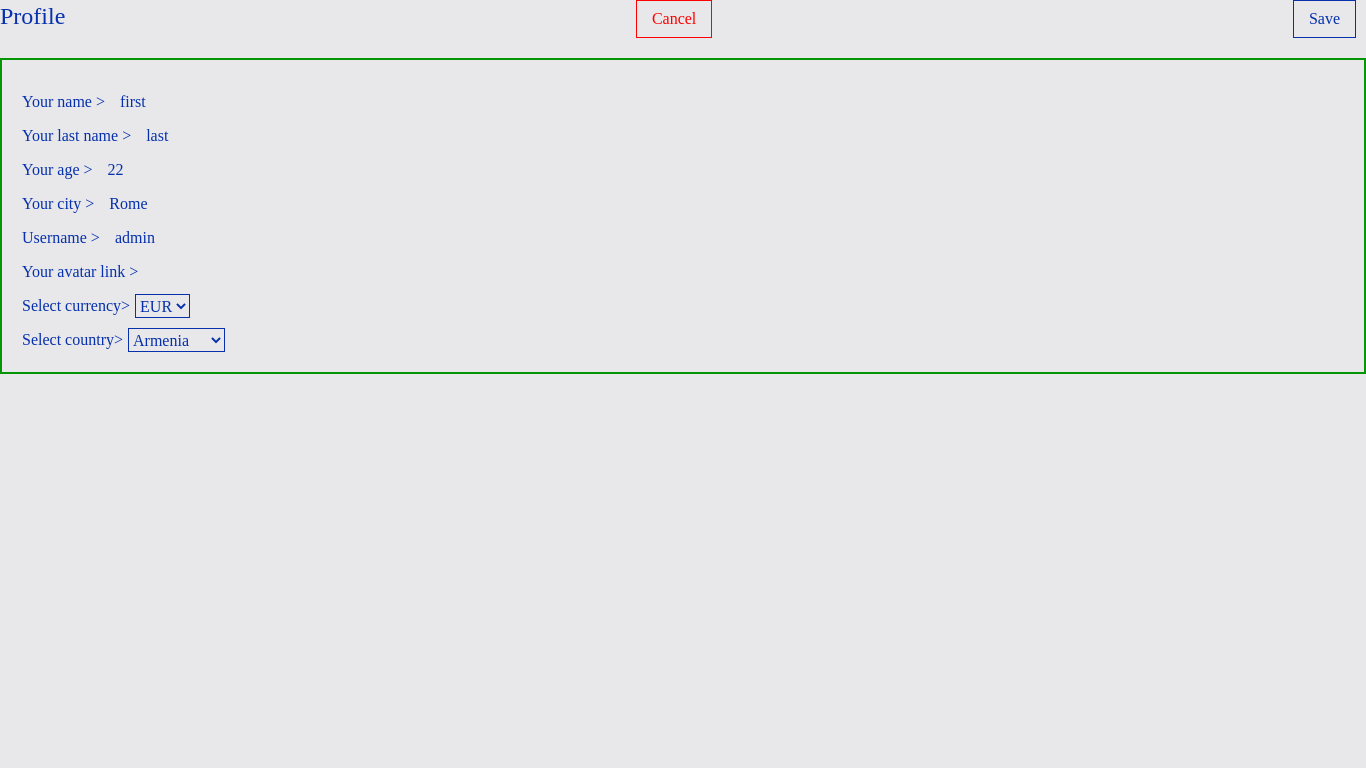 Profile
Cancel
Save
Your name > first
Your last name > last
Your age > 22
Your city > Rome
Username > admin
Your avatar link >
Select currency> EUR
Select country> Armenia